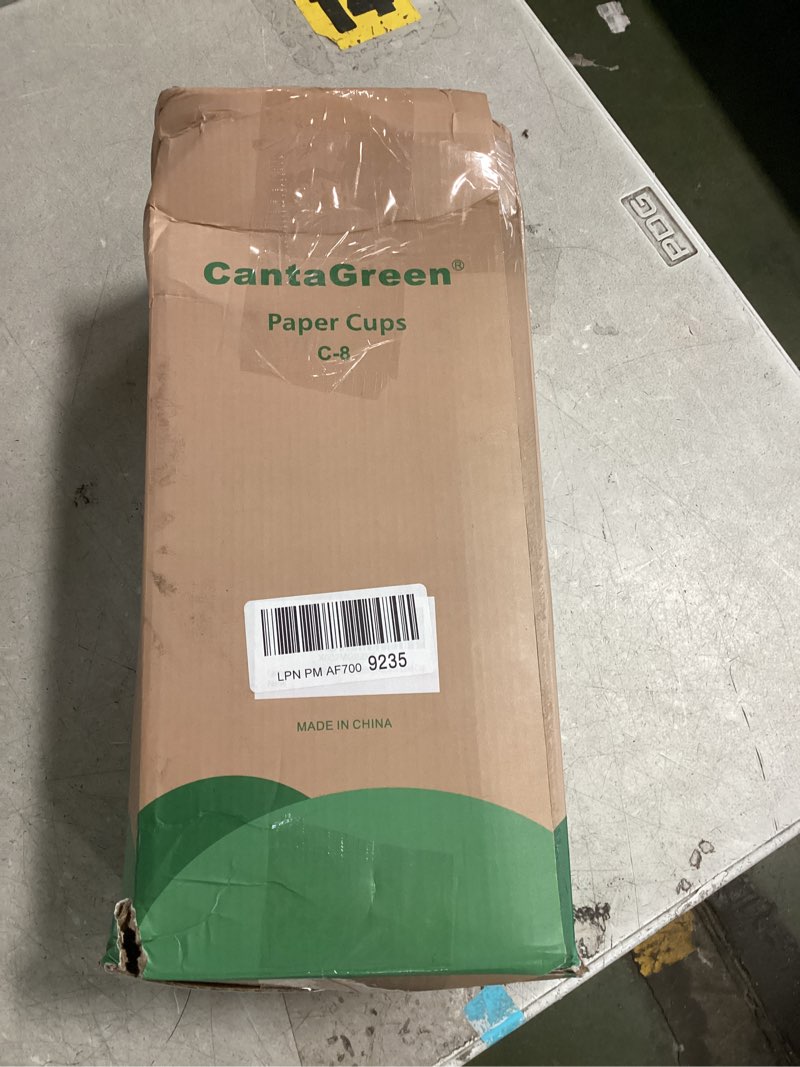 14
PDG
CantaGreen®
Paper Cups
C-8
LPN PM AF700 9235
MADE IN CHINA